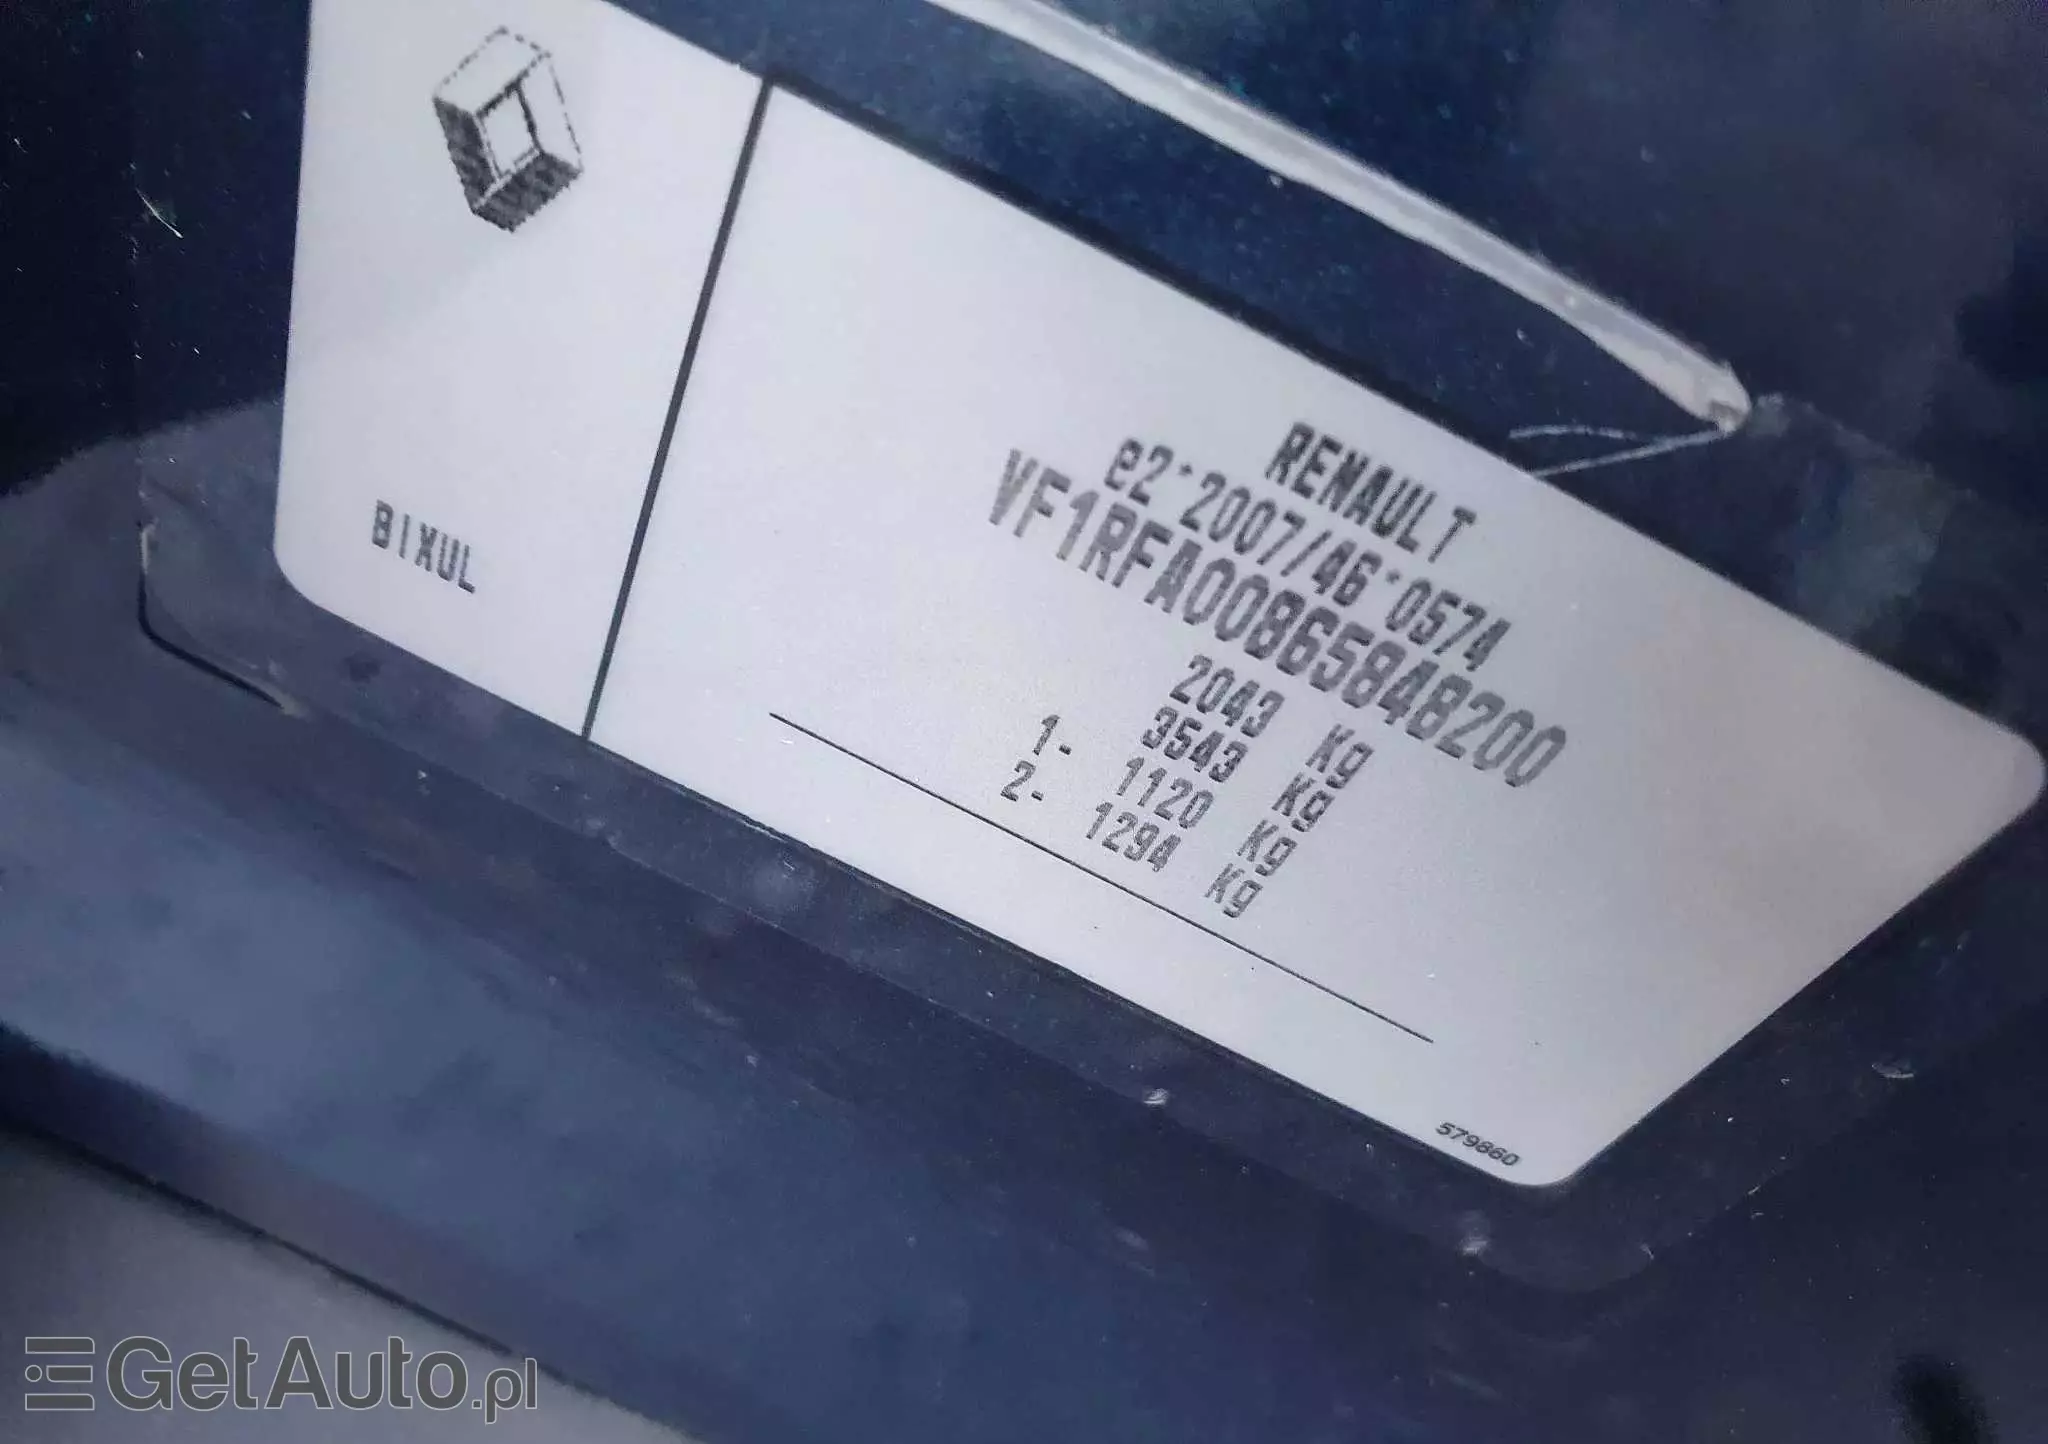 BIXUL
RENAULT
e2*2007/46*0574
VF1RFA00865848200
2043 Kg
3543 Kg
1- 1120 Kg
2- 1294 Kg
579860
GetAuto.pl